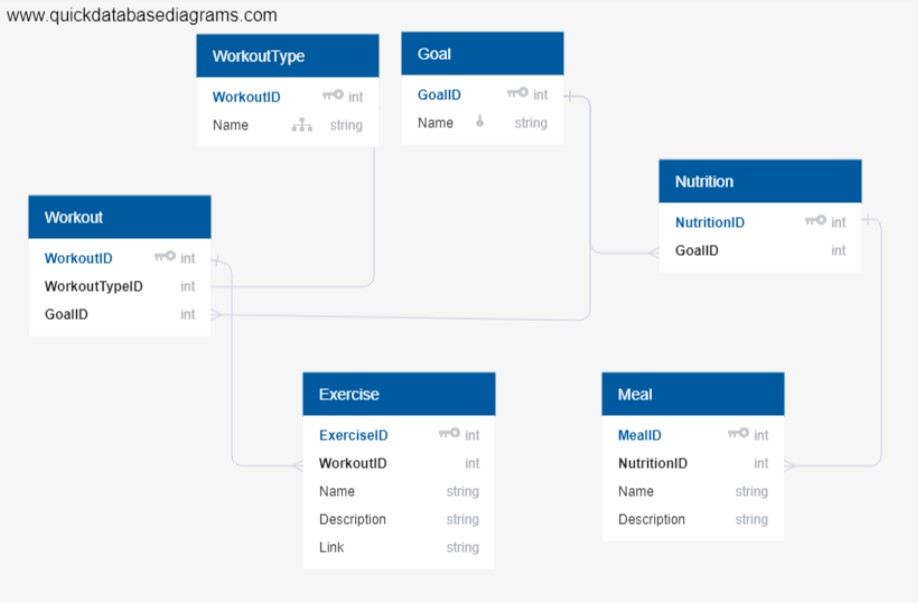 www.quickdatabasediagrams.com
WorkoutType
WorkoutID int
Name string
Goal
GoalID int
Name string
Nutrition
NutritionID int
GoalID int
Workout
WorkoutID int
WorkoutTypeID int
GoalID int
Exercise
ExerciseID int
WorkoutID int
Name string
Description string
Link string
Meal
MealID int
NutritionID int
Name string
Description string